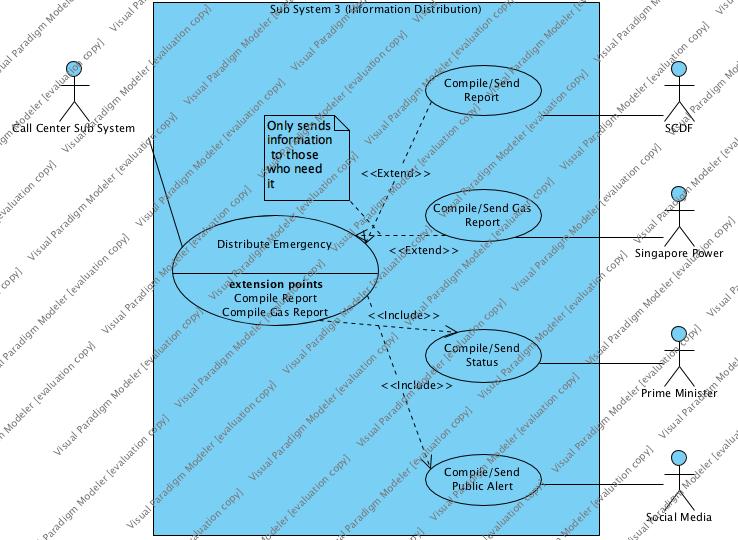 Sub System 3 (Information Distribution)
Compile/Send
Report
Call Center Sub System
SCDF
Only sends
information
to those
who need
it
<<Extend>>
Compile/Send Gas
Report
Distribute Emergency
<<Extend>>
Singapore Power
extension points
Compile Report
Compile Gas Report
<<Include>>
Compile/Send
Status
<<Include>>
Prime Minister
Compile/Send
Public Alert
Social Media
Visual Paradigm Modeler [evaluation copy]